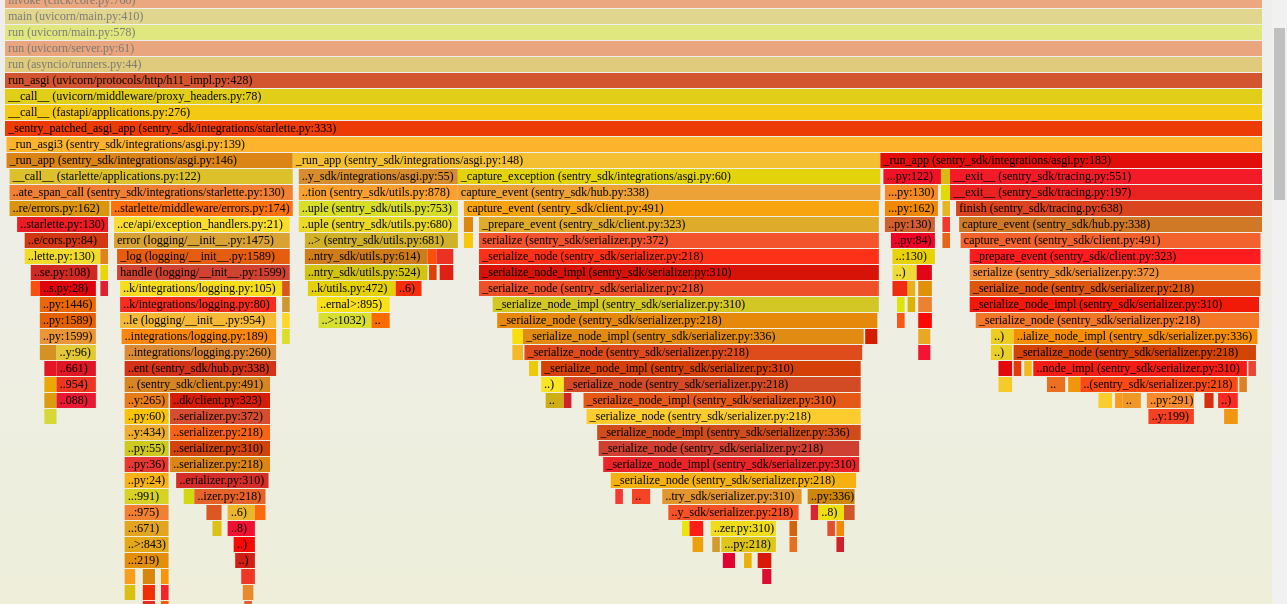 invoke (click/core.py:760)
main (uvicorn/main.py:410)
run (uvicorn/main.py:578)
run (uvicorn/server.py:61)
run (asyncio/runners.py:44)
run_asgi (uvicorn/protocols/http/h11_impl.py:428)
__call__ (uvicorn/middleware/proxy_headers.py:78)
__call__ (fastapi/applications.py:276)
_sentry_patched_asgi_app (sentry_sdk/integrations/starlette.py:333)
_run_asgi3 (sentry_sdk/integrations/asgi.py:139)
_run_app (sentry_sdk/integrations/asgi.py:146) _run_app (sentry_sdk/integrations/asgi.py:148) _run_app (sentry_sdk/integrations/asgi.py:183)
__call__ (starlette/applications.py:122) ..y_sdk/integrations/asgi.py:55) _capture_exception (sentry_sdk/integrations/asgi.py:60) ...py:122) __exit__ (sentry_sdk/tracing.py:551)
..ate_span_call (sentry_sdk/integrations/starlette.py:130) ..tion (sentry_sdk/utils.py:878) capture_event (sentry_sdk/hub.py:338) ...py:130) __exit__ (sentry_sdk/tracing.py:197)
..re/errors.py:162) ..starlette/middleware/errors.py:174) ..uple (sentry_sdk/utils.py:753) capture_event (sentry_sdk/client.py:491) ...py:162) finish (sentry_sdk/tracing.py:638)
..starlette.py:130) ..ce/api/exception_handlers.py:21) ..uple (sentry_sdk/utils.py:680) _prepare_event (sentry_sdk/client.py:323) ..py:130) capture_event (sentry_sdk/hub.py:338)
..e/cors.py:84) error (logging/__init__.py:1475) ..> (sentry_sdk/utils.py:681) serialize (sentry_sdk/serializer.py:372) ..py:84) capture_event (sentry_sdk/client.py:491)
..lette.py:130) _log (logging/__init__.py:1589) ..ntry_sdk/utils.py:614) _serialize_node (sentry_sdk/serializer.py:218) ..:130) _prepare_event (sentry_sdk/client.py:323)
..se.py:108) handle (logging/__init__.py:1599) ..ntry_sdk/utils.py:524) _serialize_node_impl (sentry_sdk/serializer.py:310) ..) serialize (sentry_sdk/serializer.py:372)
..s.py:28) ..k/integrations/logging.py:105) ..k/utils.py:472) ..6) _serialize_node (sentry_sdk/serializer.py:218) _serialize_node (sentry_sdk/serializer.py:218)
..py:1446) ..k/integrations/logging.py:80) ..ernal>:895) _serialize_node_impl (sentry_sdk/serializer.py:310) _serialize_node_impl (sentry_sdk/serializer.py:310)
..py:1589) ..le (logging/__init__.py:954) ..>:1032) .. _serialize_node (sentry_sdk/serializer.py:218) _serialize_node (sentry_sdk/serializer.py:218)
..py:1599) ..integrations/logging.py:189) _serialize_node_impl (sentry_sdk/serializer.py:336) ..) ..ialize_node_impl (sentry_sdk/serializer.py:336)
..y:96) ..integrations/logging.py:260) _serialize_node (sentry_sdk/serializer.py:218) ..) _serialize_node (sentry_sdk/serializer.py:218)
..:661) ..ent (sentry_sdk/hub.py:338) _serialize_node_impl (sentry_sdk/serializer.py:310) ..node_impl (sentry_sdk/serializer.py:310)
..954) .. (sentry_sdk/client.py:491) ..) _serialize_node (sentry_sdk/serializer.py:218) .. ..(sentry_sdk/serializer.py:218)
..:088) ..py:265) ..dk/client.py:323) .. _serialize_node_impl (sentry_sdk/serializer.py:310) .. ..py:291) ..)
..py:60) ..serializer.py:372) _serialize_node (sentry_sdk/serializer.py:218) ..y:199)
..y:434) ..serializer.py:218) _serialize_node_impl (sentry_sdk/serializer.py:336)
..py:55) ..serializer.py:310) _serialize_node (sentry_sdk/serializer.py:218)
..py:36) ..serializer.py:218) _serialize_node_impl (sentry_sdk/serializer.py:310)
..py:24) ..erializer.py:310) _serialize_node (sentry_sdk/serializer.py:218)
..:991) ..izer.py:218) .. ..try_sdk/serializer.py:310) ..py:336)
..:975) ..6) ..y_sdk/serializer.py:218) ..8)
..:671) ..8) ..zer.py:310)
..>:843) ..) ...py:218)
..:219) ..)